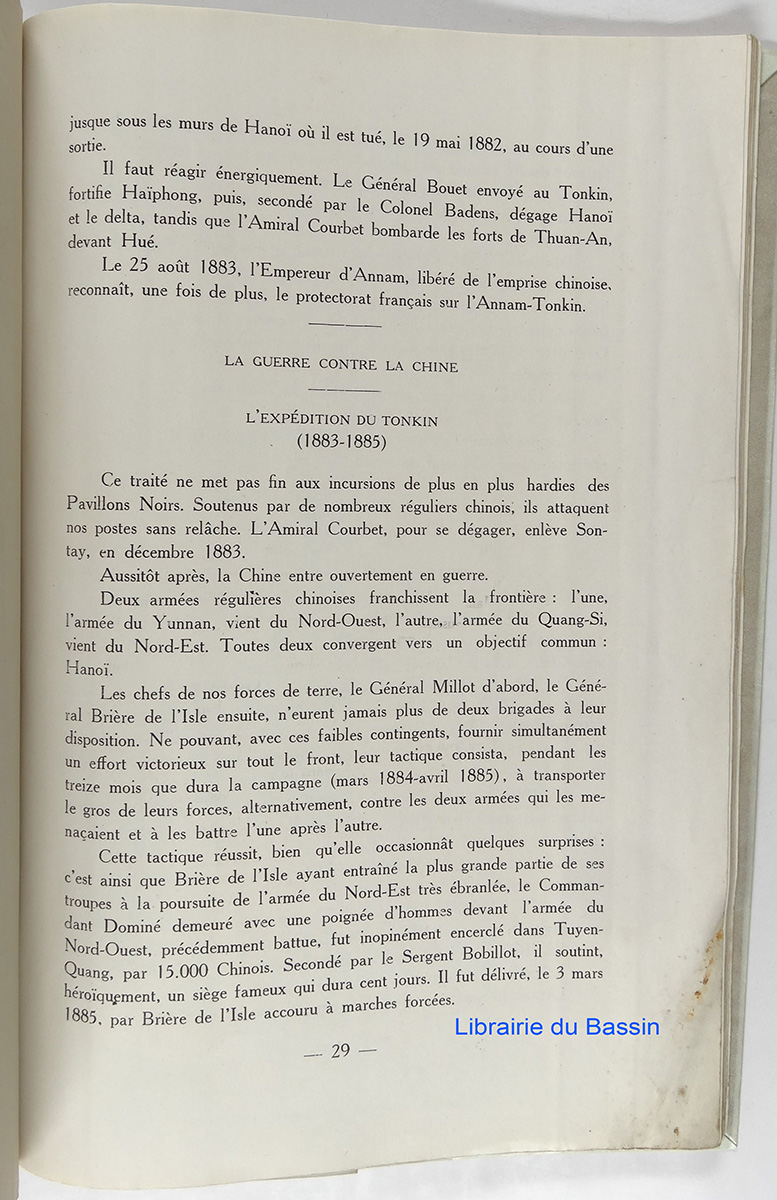 jusque sous les murs de Hanoï où il est tué, le 19 mai 1882, au cours d'une
sortie.
Il faut réagir énergiquement. Le Général Bouet envoyé au Tonkin,
fortifie Haïphong, puis, secondé par le Colonel Badens, dégage Hanoï
et le delta, tandis que l'Amiral Courbet bombarde les forts de Thuan-An,
devant Hué.
Le 25 août 1883, l'Empereur d'Annam, libéré de l'emprise chinoise,
reconnaît, une fois de plus, le protectorat français sur l'Annam-Tonkin.
LA GUERRE CONTRE LA CHINE
L'EXPÉDITION DU TONKIN
(1883-1885)
Ce traité ne met pas fin aux incursions de plus en plus hardies des
Pavillons Noirs. Soutenus par de nombreux réguliers chinois, ils attaquent
nos postes sans relâche. L'Amiral Courbet, pour se dégager, enlève Son-
tay, en décembre 1883.
Aussitôt après, la Chine entre ouvertement en guerre.
Deux armées régulières chinoises franchissent la frontière : l'une,
l'armée du Yunnan, vient du Nord-Ouest, l'autre, l'armée du Quang-Si,
vient du Nord-Est. Toutes deux convergent vers un objectif commun :
Hanoï.
Les chefs de nos forces de terre, le Général Millot d'abord, le Géné-
ral Brière de l'Isle ensuite, n'eurent jamais plus de deux brigades à leur
disposition. Ne pouvant, avec ces faibles contingents, fournir simultanément
un effort victorieux sur tout le front, leur tactique consista, pendant les
treize mois que dura la campagne (mars 1884-avril 1885), à transporter
le gros de leurs forces, alternativement, contre les deux armées qui les me-
naçaient et à les battre l'une après l'autre.
Cette tactique réussit, bien qu'elle occasionnât quelques surprises :
c'est ainsi que Brière de l'Isle ayant entraîné la plus grande partie de ses
troupes à la poursuite de l'armée du Nord-Est très ébranlée, le Comman-
dant Dominé demeuré avec une poignée d'hommes devant l'armée du
Nord-Ouest, précédemment battue, fut inopinément encerclé dans Tuyen-
Quang, par 15.000 Chinois. Secondé par le Sergent Bobillot, il soutint,
héroïquement, un siège fameux qui dura cent jours. Il fut délivré, le 3 mars
1885, par Brière de l'Isle accouru à marches forcées.
Librairie du Bassin
— 29 —